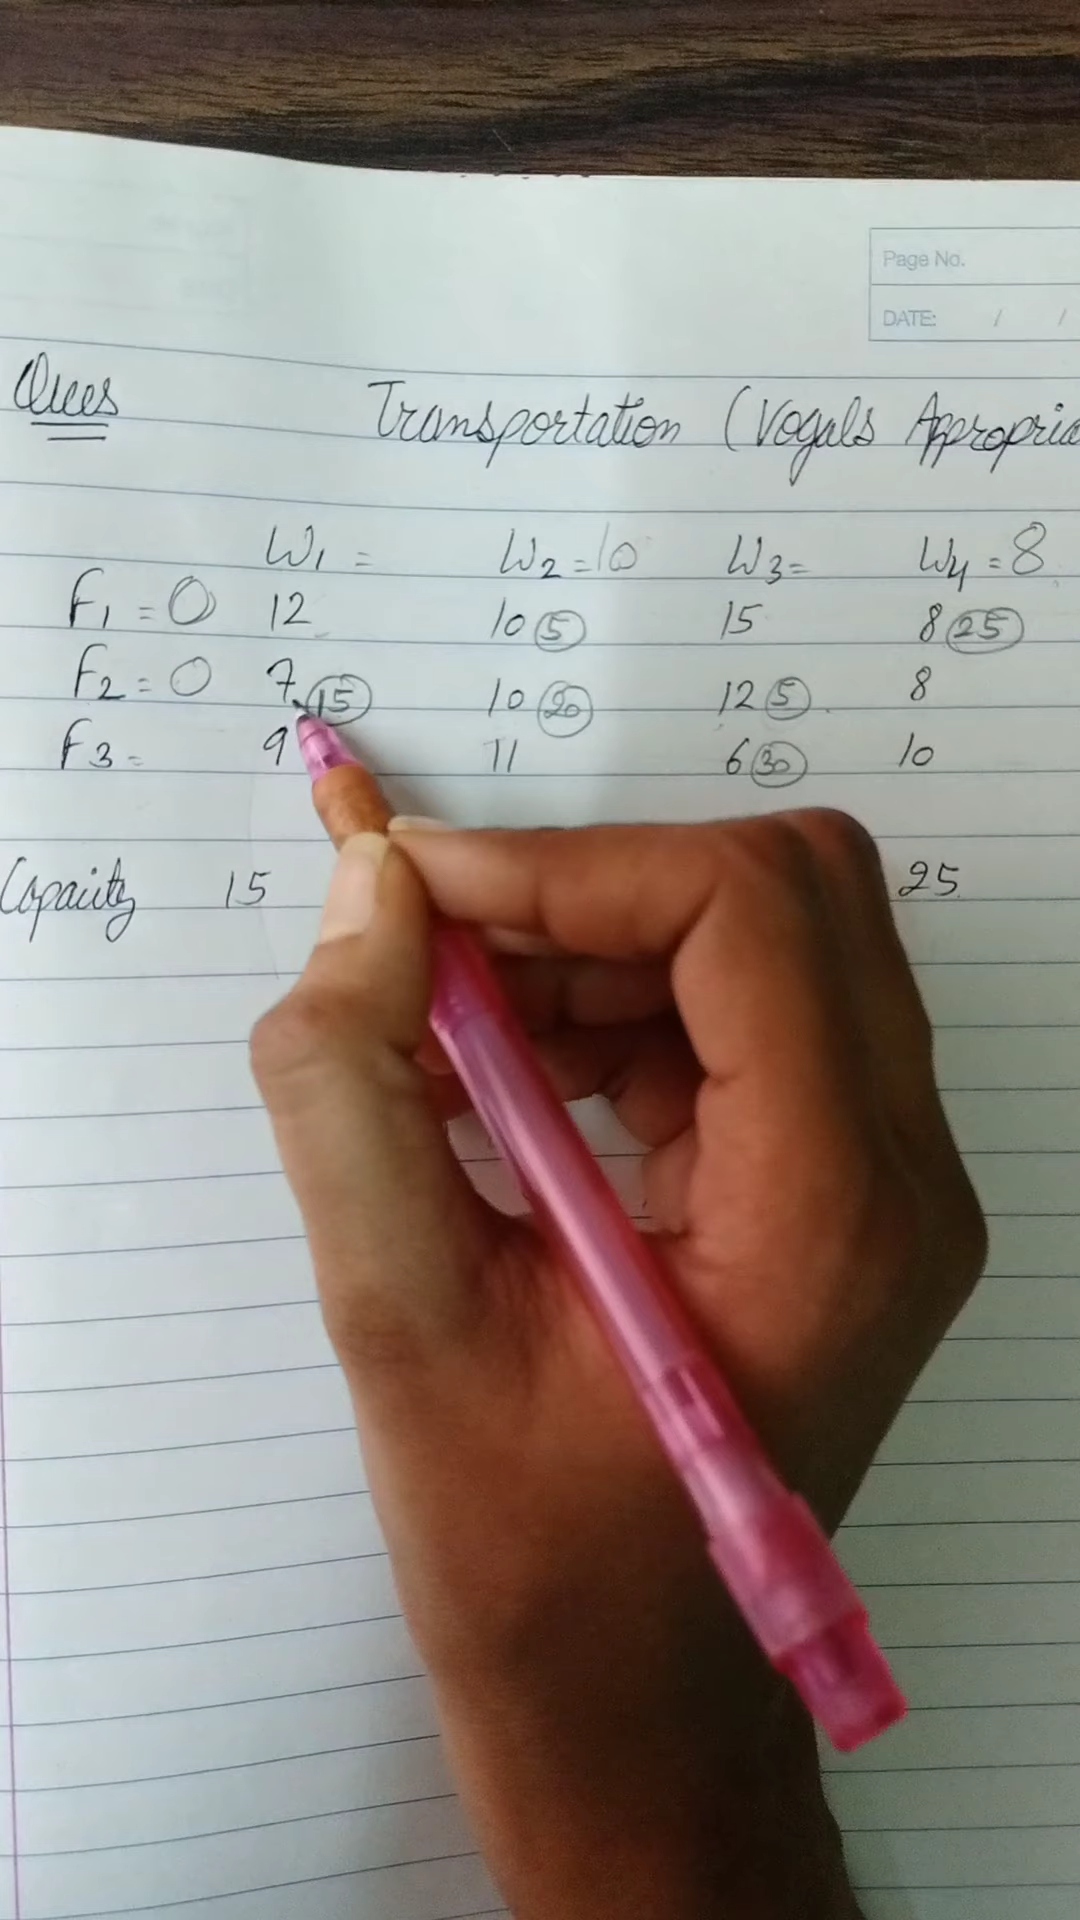 Page No.
DATE: / /
Ques Transportation (Vogals Appropria
W1 = W2 = 10 W3 = W4 = 8
F1 = 0 12 10 5 15 8 25
F2 = 0 7 15 10 20 12 5 8
F3 = 9 11 6 30 10
Capacity 15 25